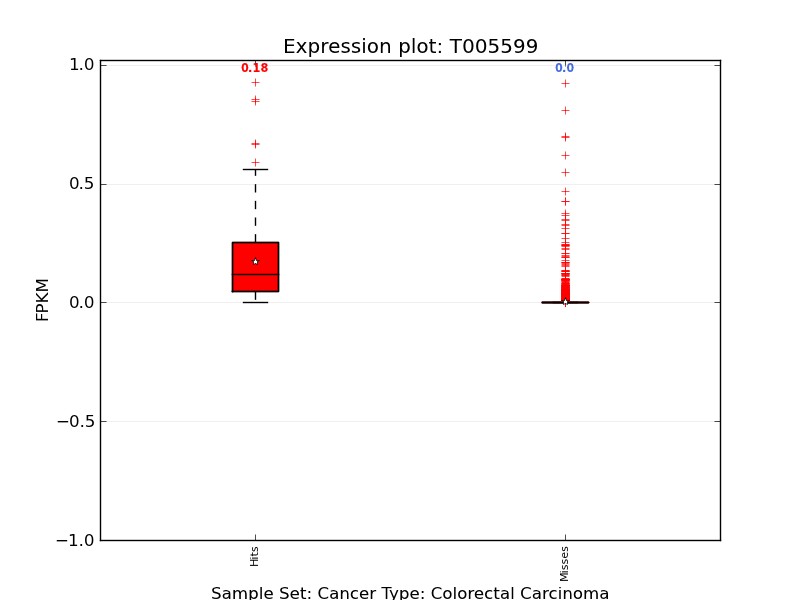 Expression plot: T005599
1.0
0.18
0.0
0.5
0.0
−0.5
−1.0
FPKM
Hits
Misses
Sample Set: Cancer Type: Colorectal Carcinoma